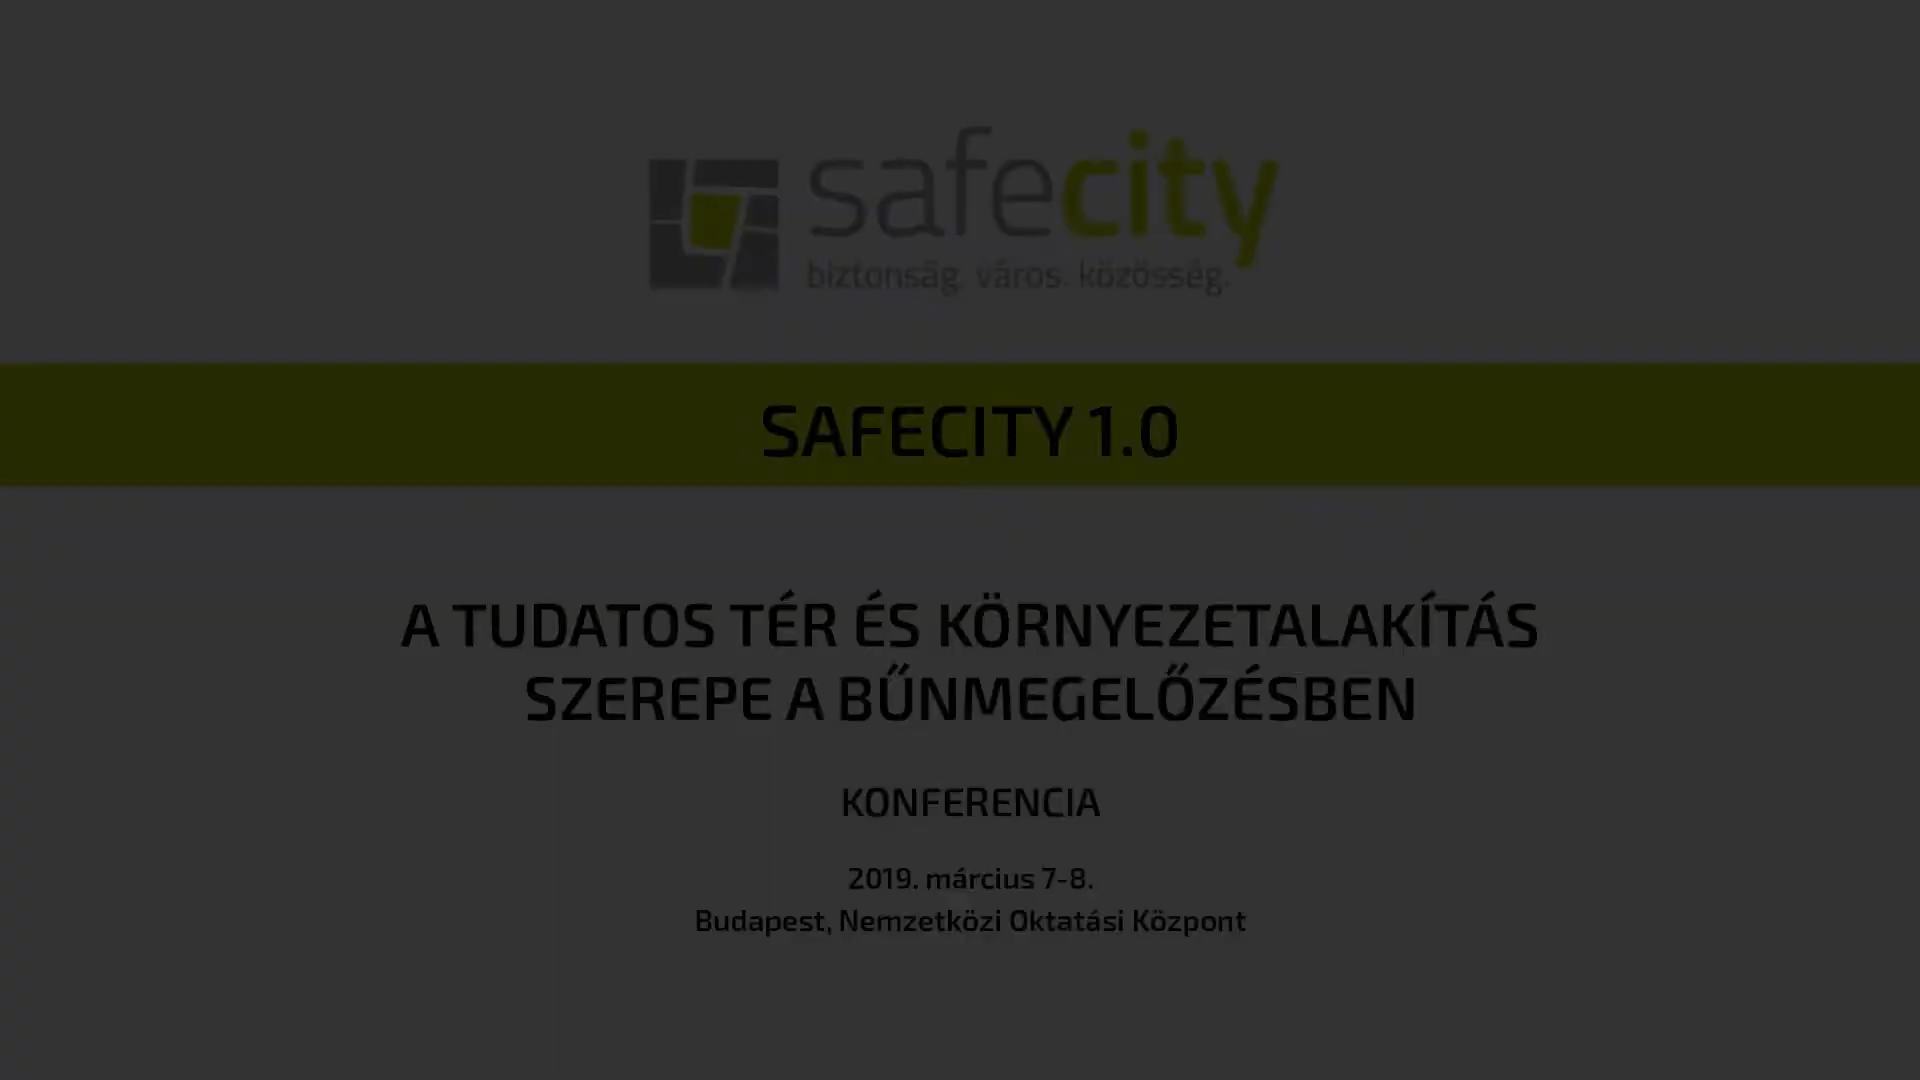 safecity
biztonság. város. közösség.
SAFECITY 1.0
A TUDATOS TÉR ÉS KÖRNYEZETALAKÍTÁS
SZEREPE A BŰNMEGELŐZÉSBEN
KONFERENCIA
2019. március 7-8.
Budapest, Nemzetközi Oktatási Központ